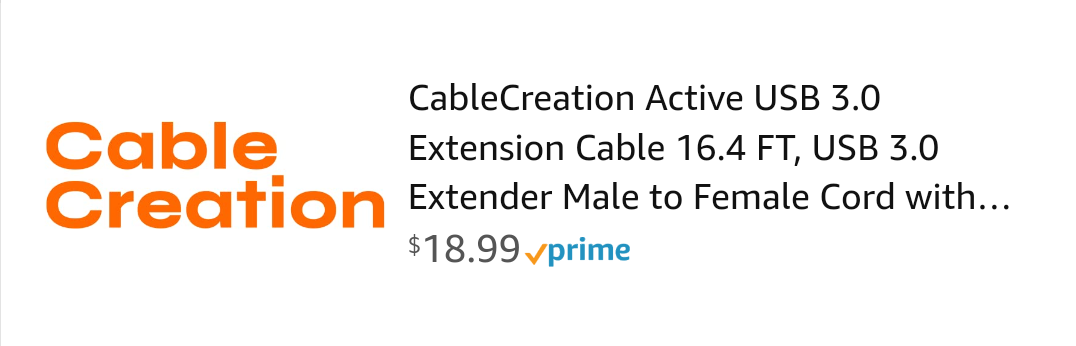 Cable
Creation
CableCreation Active USB 3.0
Extension Cable 16.4 FT, USB 3.0
Extender Male to Female Cord with…
$18.99 prime